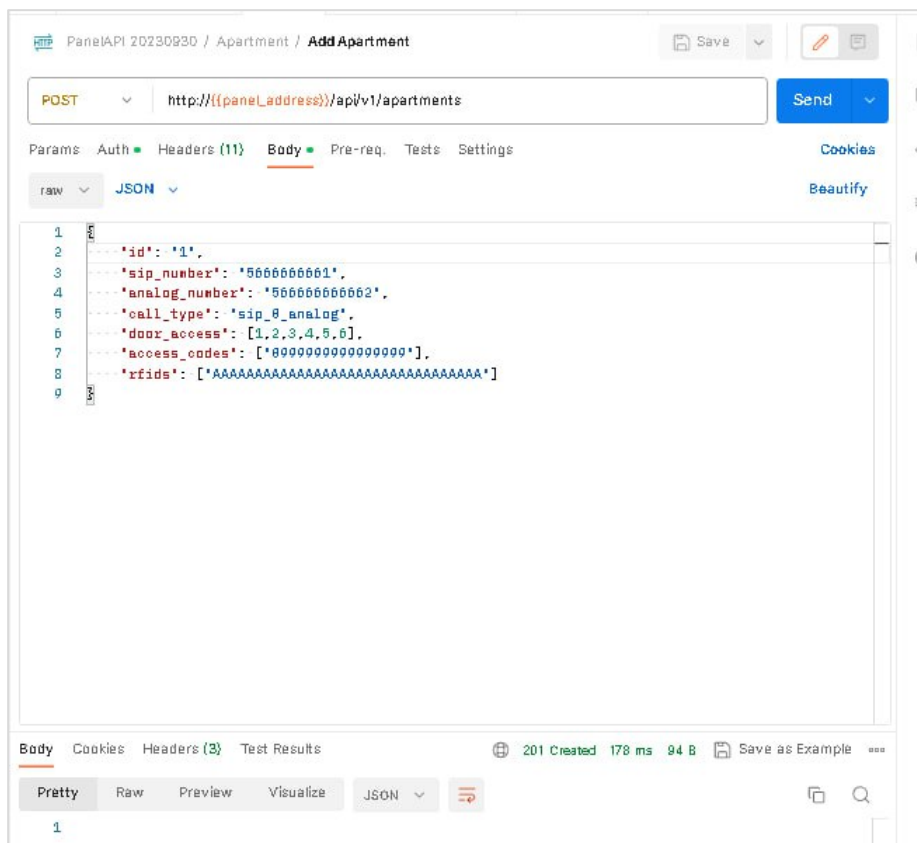 HTTP PanelAPI 20230930 / Apartment / Add Apartment Save
POST http://{{panel_address}}/api/v1/apartments Send
Params Auth Headers (11) Body Pre-req. Tests Settings Cookies
raw JSON Beautify
1 {
2 "id": "1",
3 "sip_number": "5666666661",
4 "analog_number": "566666666662",
5 "call_type": "sip_0_analog",
6 "door_access": [1,2,3,4,5,6],
7 "access_codes": ["0999999999999999"],
8 "rfids": ["AAAAAAAAAAAAAAAAAAAAAAAAAAAAAAAA"]
9 }
Body Cookies Headers (3) Test Results 201 Created 178 ms 94 B Save as Example
Pretty Raw Preview Visualize JSON
1